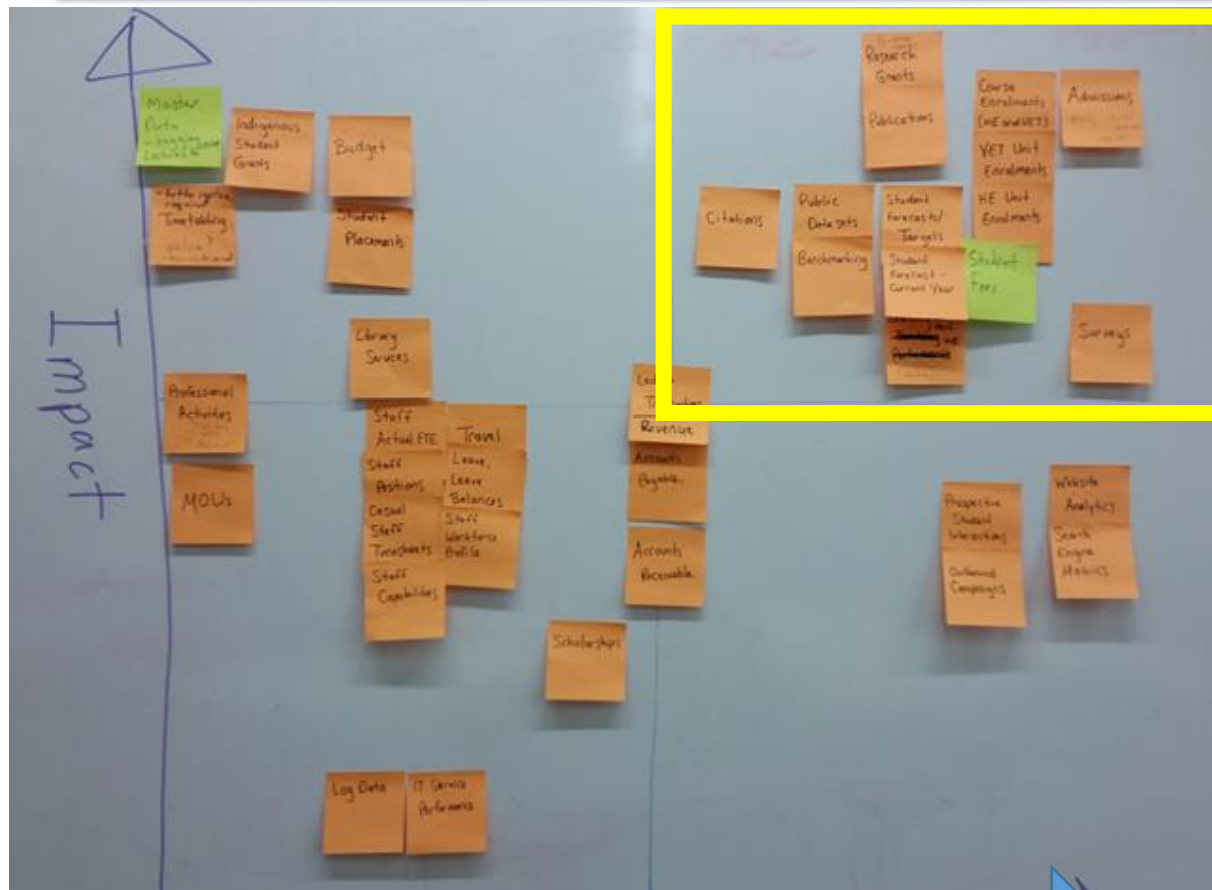 Impact
Master
Data
Indigenous
Student
Grants
Budget
Timetabling
Student
Placements
Research
Grants
Publications
Course
Enrolments
(HE and VET)
VET Unit
Enrolments
HE Unit
Enrolments
Admissions
Citations
Public
Datasets
Benchmarking
Student
Forecasts/
Targets
Student
Forecast -
Current Year
Student
Fees
Surveys
Library
Professional
Activities
MOUs
Staff
Actual FTE
Staff
Positions
Casual
Staff
Timesheets
Staff
Capabilities
Travel
Leave,
Leave
Balances
Staff
Workforce
Profile
Revenue
Accounts
Payable
Accounts
Receivable
Prospective
Student
Interactions
Outbound
Campaigns
Website
Analytics
Search
Engine
Metrics
Scholarships
Log Data
IT Service
Performance